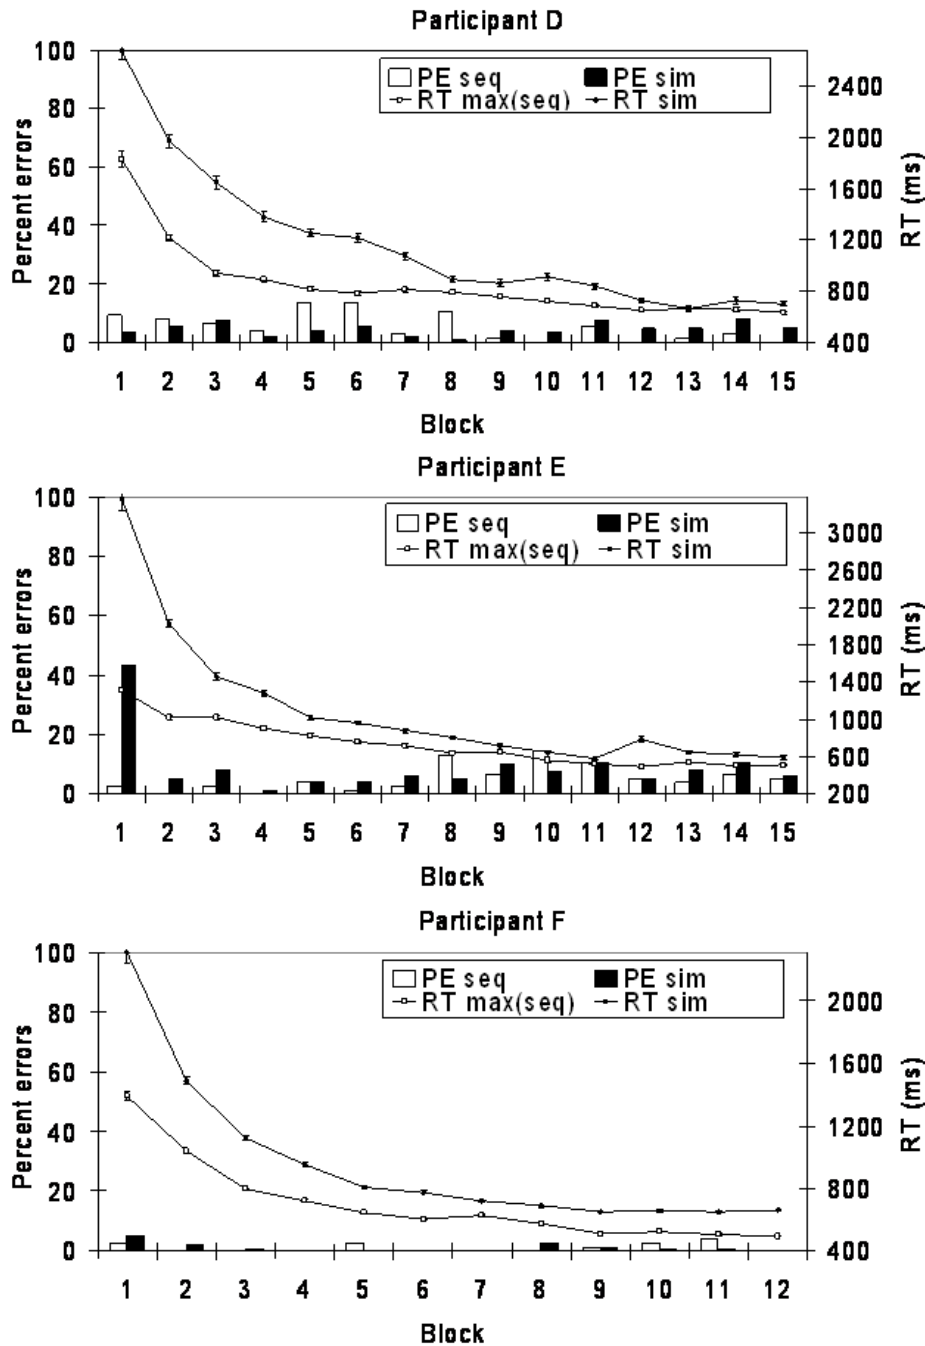 Participant D
PE seq PE sim
RT max(seq) RT sim
Percent errors
100
80
60
40
20
0
RT (ms)
2400
2000
1600
1200
800
400
1 2 3 4 5 6 7 8 9 10 11 12 13 14 15
Block
Participant E
PE seq PE sim
RT max(seq) RT sim
Percent errors
100
80
60
40
20
0
RT (ms)
3000
2600
2200
1800
1400
1000
600
200
1 2 3 4 5 6 7 8 9 10 11 12 13 14 15
Block
Participant F
PE seq PE sim
RT max(seq) RT sim
Percent errors
100
80
60
40
20
0
RT (ms)
2000
1600
1200
800
400
1 2 3 4 5 6 7 8 9 10 11 12
Block